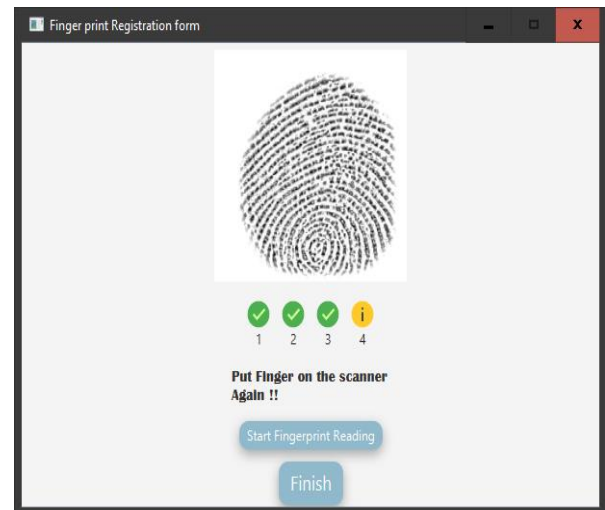 Finger print Registration form
x
1 2 3 4
Put Finger on the scanner
Again !!
Start Fingerprint Reading
Finish